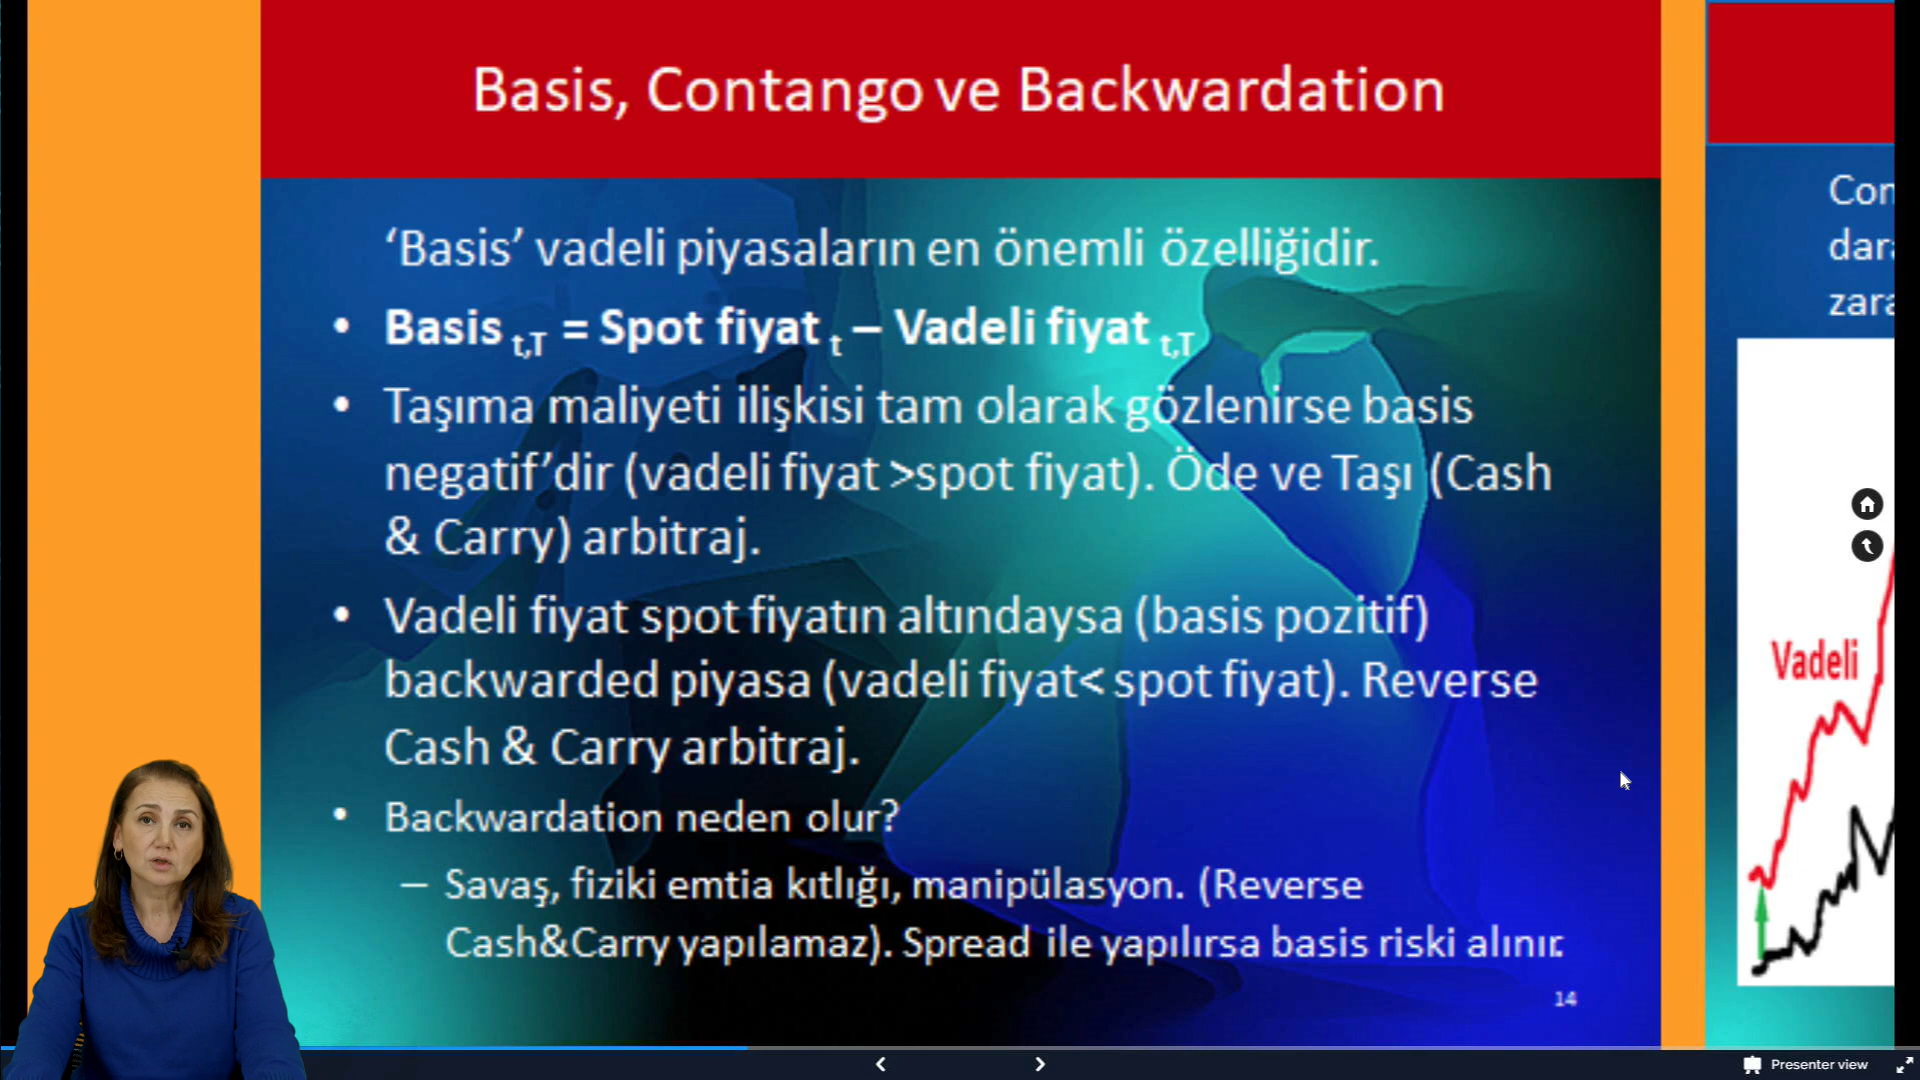 Basis, Contango ve Backwardation
‘Basis’ vadeli piyasaların en önemli özelliğidir.
• Basis t,T = Spot fiyat t – Vadeli fiyat t,T
• Taşıma maliyeti ilişkisi tam olarak gözlenirse basis
negatif’dir (vadeli fiyat >spot fiyat). Öde ve Taşı (Cash
& Carry) arbitraj.
• Vadeli fiyat spot fiyatın altındaysa (basis pozitif)
backwarded piyasa (vadeli fiyat< spot fiyat). Reverse
Cash & Carry arbitraj.
• Backwardation neden olur?
– Savaş, fiziki emtia kıtlığı, manipülasyon. (Reverse
Cash&Carry yapılamaz). Spread ile yapılırsa basis riski alınır.
14
Vadeli
Presenter view